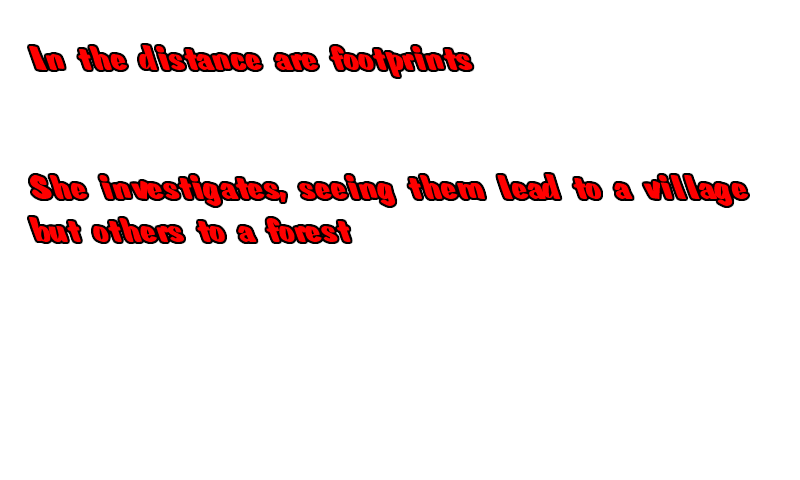 In the distance are footprints
She investigates, seeing them lead to a village
but others to a forest